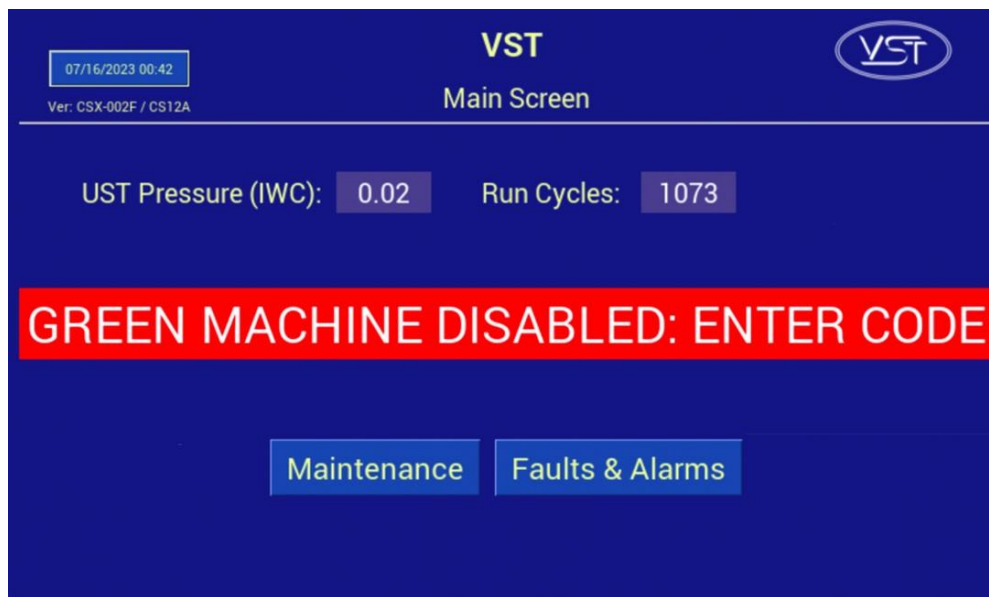 VST
VST
07/16/2023 00:42
Main Screen
Ver: CSX-002F / CS12A
UST Pressure (IWC): 0.02 Run Cycles: 1073
GREEN MACHINE DISABLED: ENTER CODE
Maintenance Faults & Alarms